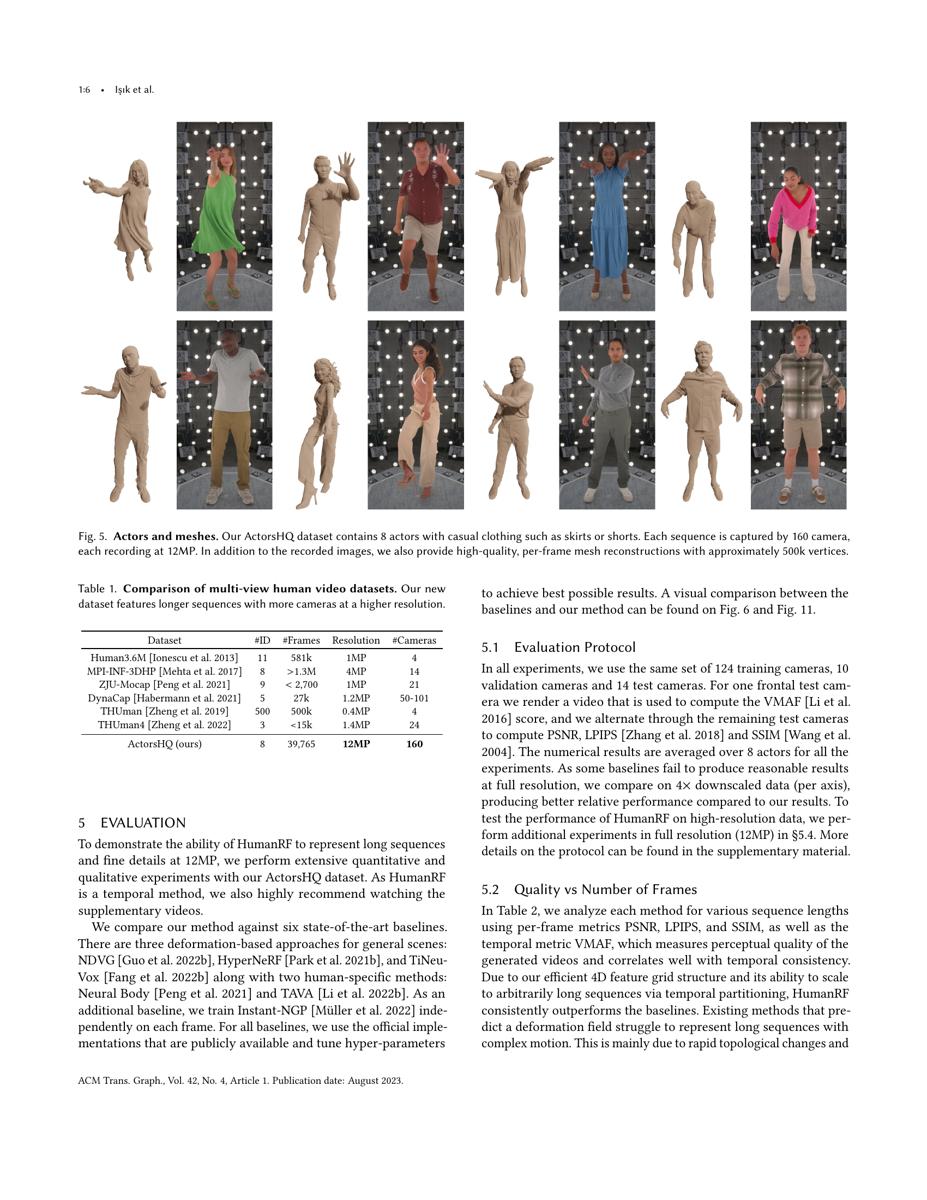 1:6 • Işık et al.
Fig. 5. Actors and meshes. Our ActorsHQ dataset contains 8 actors with casual clothing such as skirts or shorts. Each sequence is captured by 160 camera,
each recording at 12MP. In addition to the recorded images, we also provide high-quality, per-frame mesh reconstructions with approximately 500k vertices.
Table 1. Comparison of multi-view human video datasets. Our new
dataset features longer sequences with more cameras at a higher resolution.
Dataset #ID #Frames Resolution #Cameras
Human3.6M [Ionescu et al. 2013] 11 581k 1MP 4
MPI-INF-3DHP [Mehta et al. 2017] 8 >1.3M 4MP 14
ZJU-Mocap [Peng et al. 2021] 9 < 2,700 1MP 21
DynaCap [Habermann et al. 2021] 5 27k 1.2MP 50-101
THUman [Zheng et al. 2019] 500 500k 0.4MP 4
THUman4 [Zheng et al. 2022] 3 <15k 1.4MP 24
ActorsHQ (ours) 8 39,765 12MP 160
5 EVALUATION
To demonstrate the ability of HumanRF to represent long sequences
and fine details at 12MP, we perform extensive quantitative and
qualitative experiments with our ActorsHQ dataset. As HumanRF
is a temporal method, we also highly recommend watching the
supplementary videos.
We compare our method against six state-of-the-art baselines.
There are three deformation-based approaches for general scenes:
NDVG [Guo et al. 2022b], HyperNeRF [Park et al. 2021b], and TiNeu-
Vox [Fang et al. 2022b] along with two human-specific methods:
Neural Body [Peng et al. 2021] and TAVA [Li et al. 2022b]. As an
additional baseline, we train Instant-NGP [Müller et al. 2022] inde-
pendently on each frame. For all baselines, we use the official imple-
mentations that are publicly available and tune hyper-parameters
to achieve best possible results. A visual comparison between the
baselines and our method can be found on Fig. 6 and Fig. 11.
5.1 Evaluation Protocol
In all experiments, we use the same set of 124 training cameras, 10
validation cameras and 14 test cameras. For one frontal test cam-
era we render a video that is used to compute the VMAF [Li et al.
2016] score, and we alternate through the remaining test cameras
to compute PSNR, LPIPS [Zhang et al. 2018] and SSIM [Wang et al.
2004]. The numerical results are averaged over 8 actors for all the
experiments. As some baselines fail to produce reasonable results
at full resolution, we compare on 4× downscaled data (per axis),
producing better relative performance compared to our results. To
test the performance of HumanRF on high-resolution data, we per-
form additional experiments in full resolution (12MP) in §5.4. More
details on the protocol can be found in the supplementary material.
5.2 Quality vs Number of Frames
In Table 2, we analyze each method for various sequence lengths
using per-frame metrics PSNR, LPIPS, and SSIM, as well as the
temporal metric VMAF, which measures perceptual quality of the
generated videos and correlates well with temporal consistency.
Due to our efficient 4D feature grid structure and its ability to scale
to arbitrarily long sequences via temporal partitioning, HumanRF
consistently outperforms the baselines. Existing methods that pre-
dict a deformation field struggle to represent long sequences with
complex motion. This is mainly due to rapid topological changes and
ACM Trans. Graph., Vol. 42, No. 4, Article 1. Publication date: August 2023.